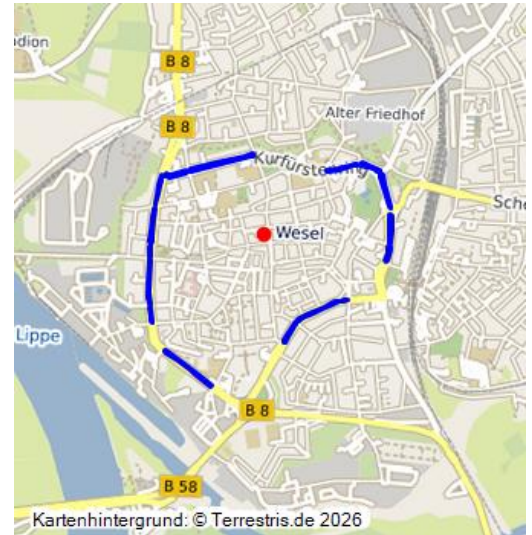 dion
B 8
B 8
Alter Friedhof
Kurfürstenring
Sche
Wesel
Lippe
B 8
B 58
Kartenhintergrund: © Terrestris.de 2026